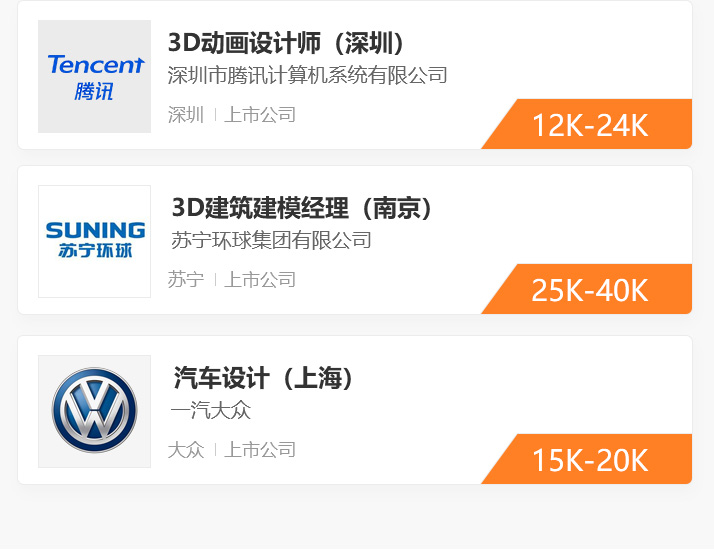 Tencent
腾讯
3D动画设计师（深圳）
深圳市腾讯计算机系统有限公司
深圳 | 上市公司
12K-24K
SUNING
苏宁环球
3D建筑建模经理（南京）
苏宁环球集团有限公司
苏宁 | 上市公司
25K-40K
汽车设计（上海）
一汽大众
大众 | 上市公司
15K-20K